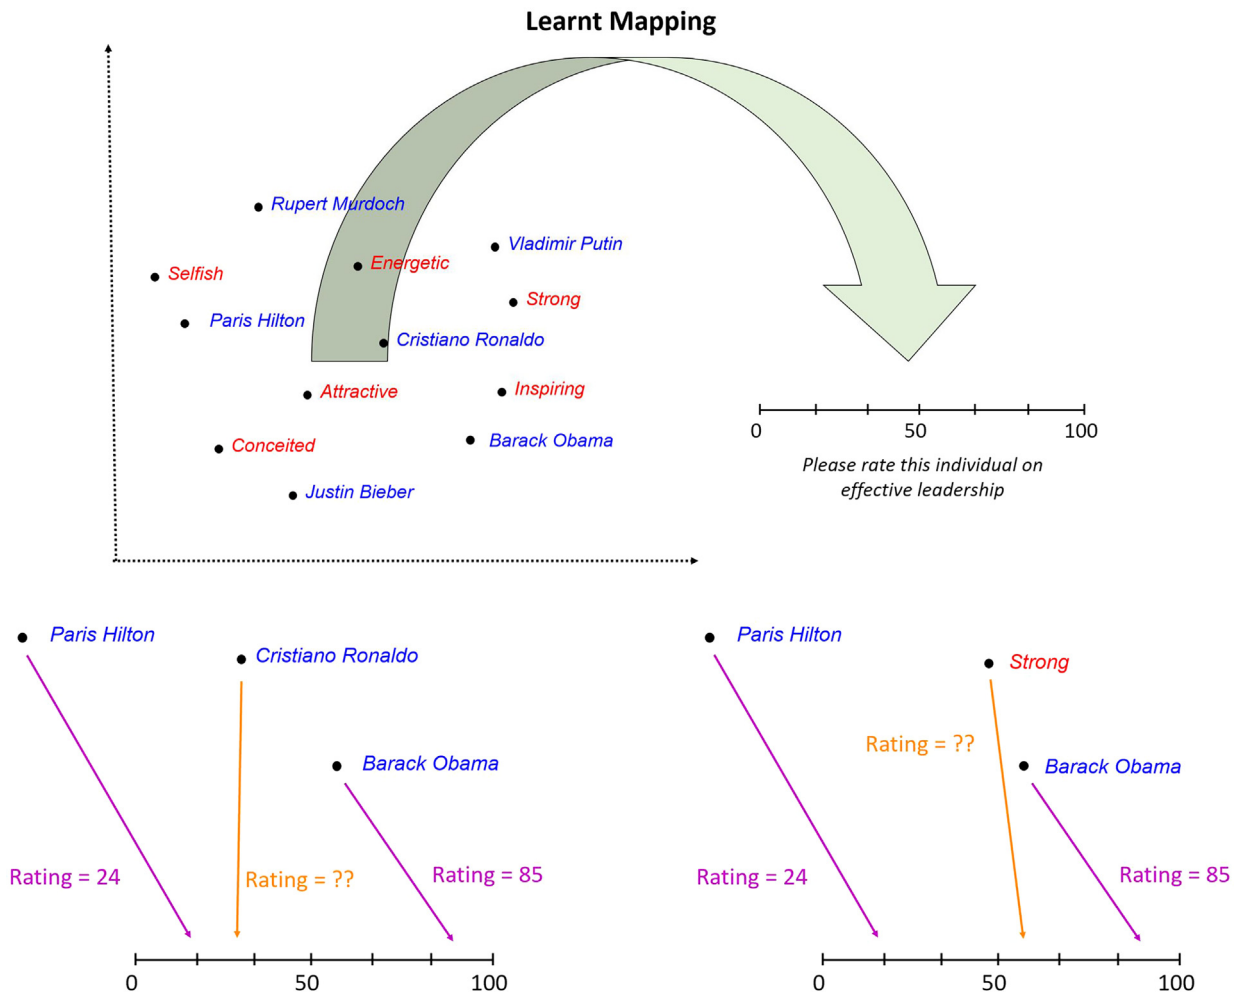 Learnt Mapping
Rupert Murdoch
Vladimir Putin
Energetic
Selfish
Strong
Paris Hilton
Cristiano Ronaldo
Attractive
Inspiring
Conceited
Barack Obama
Justin Bieber
0 50 100
Please rate this individual on
effective leadership
Paris Hilton
Cristiano Ronaldo
Barack Obama
Rating = 24
Rating = ??
Rating = 85
0 50 100
Paris Hilton
Strong
Rating = ??
Barack Obama
Rating = 24
Rating = 85
0 50 100